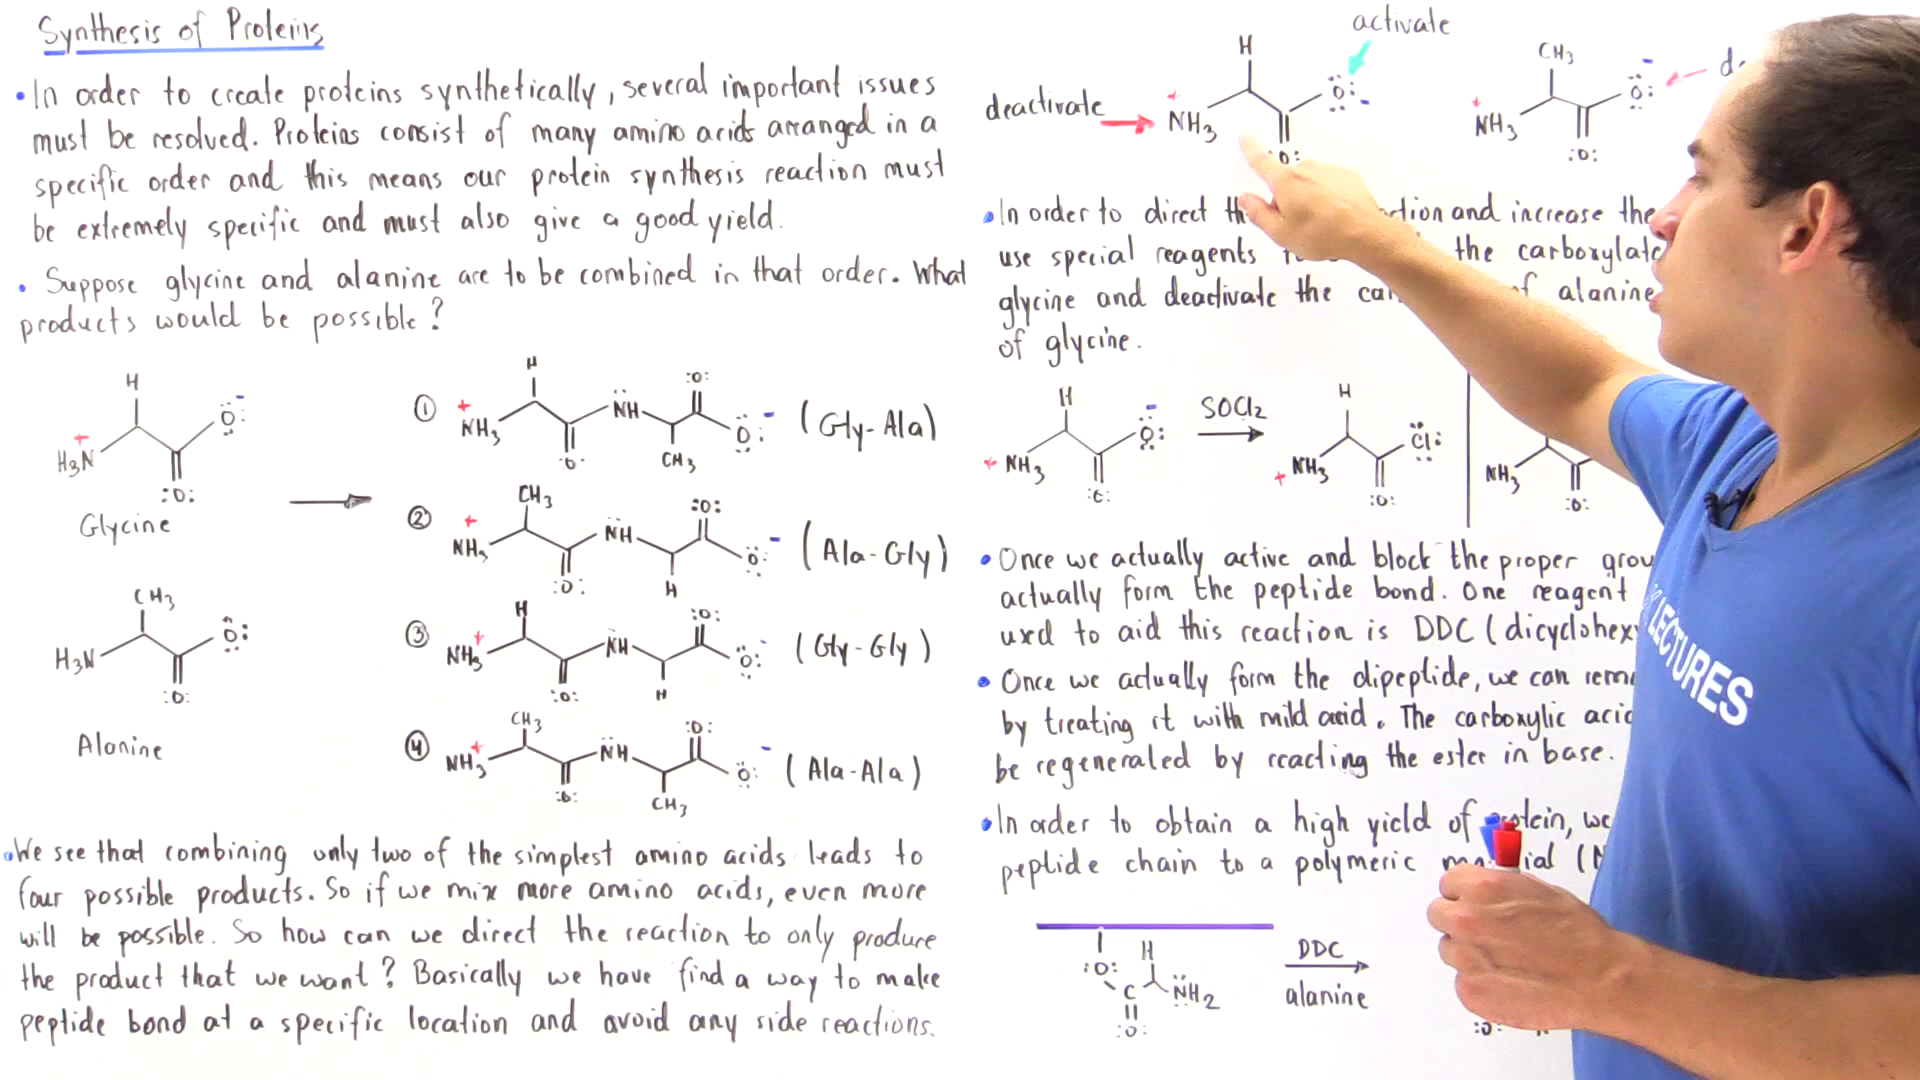 Synthesis of Proteins
• In order to create proteins synthetically, several important issues
must be resolved. Proteins consist of many amino acids arranged in a
specific order and this means our protein synthesis reaction must
be extremely specific and must also give a good yield.
• Suppose glycine and alanine are to be combined in that order. What
products would be possible?
H
:O:
-
+
H3N
:O:
Glycine
CH3
:O:
H3N
:O:
Alanine
①
H
+
NH3
:O:
NH
CH3
:O:
:O:
-
(Gly-Ala)
②
CH3
+
NH3
:O:
NH
H
:O:
:O:
-
(Ala-Gly)
③
H
+
NH3
:O:
NH
H
:O:
:O:
-
(Gly-Gly)
④
CH3
+
NH3
:O:
NH
CH3
:O:
:O:
-
(Ala-Ala)
• We see that combining only two of the simplest amino acids leads to
four possible products. So if we mix more amino acids, even more
will be possible. So how can we direct the reaction to only produce
the product that we want? Basically we have find a way to make
peptide bond at a specific location and avoid any side reactions.
activate
deactivate
H
+
NH3
:O:
-
:O:
CH3
+
NH3
:O:
-
:O:
• In order to direct and increase the
use special reagents the carboxylate
glycine and deactivate the of alanine
of glycine.
H
+ NH3
:O:
-
:O:
SOCl2
H
+ NH3
Cl:
:O:
NH3
:O:
• Once we actually active and block the proper
actually form the peptide bond. One reagent
used to aid this reaction is DDC (
• Once we actually form the dipeptide, we can
by treating it with mild acid. The carboxylic
be regenerated by reacting the ester in base.
• In order to obtain a high yield of protein, we
peptide chain to a polymeric material (
:O:
C
H
NH2
:O:
DDC
alanine
:O:
LECTURES